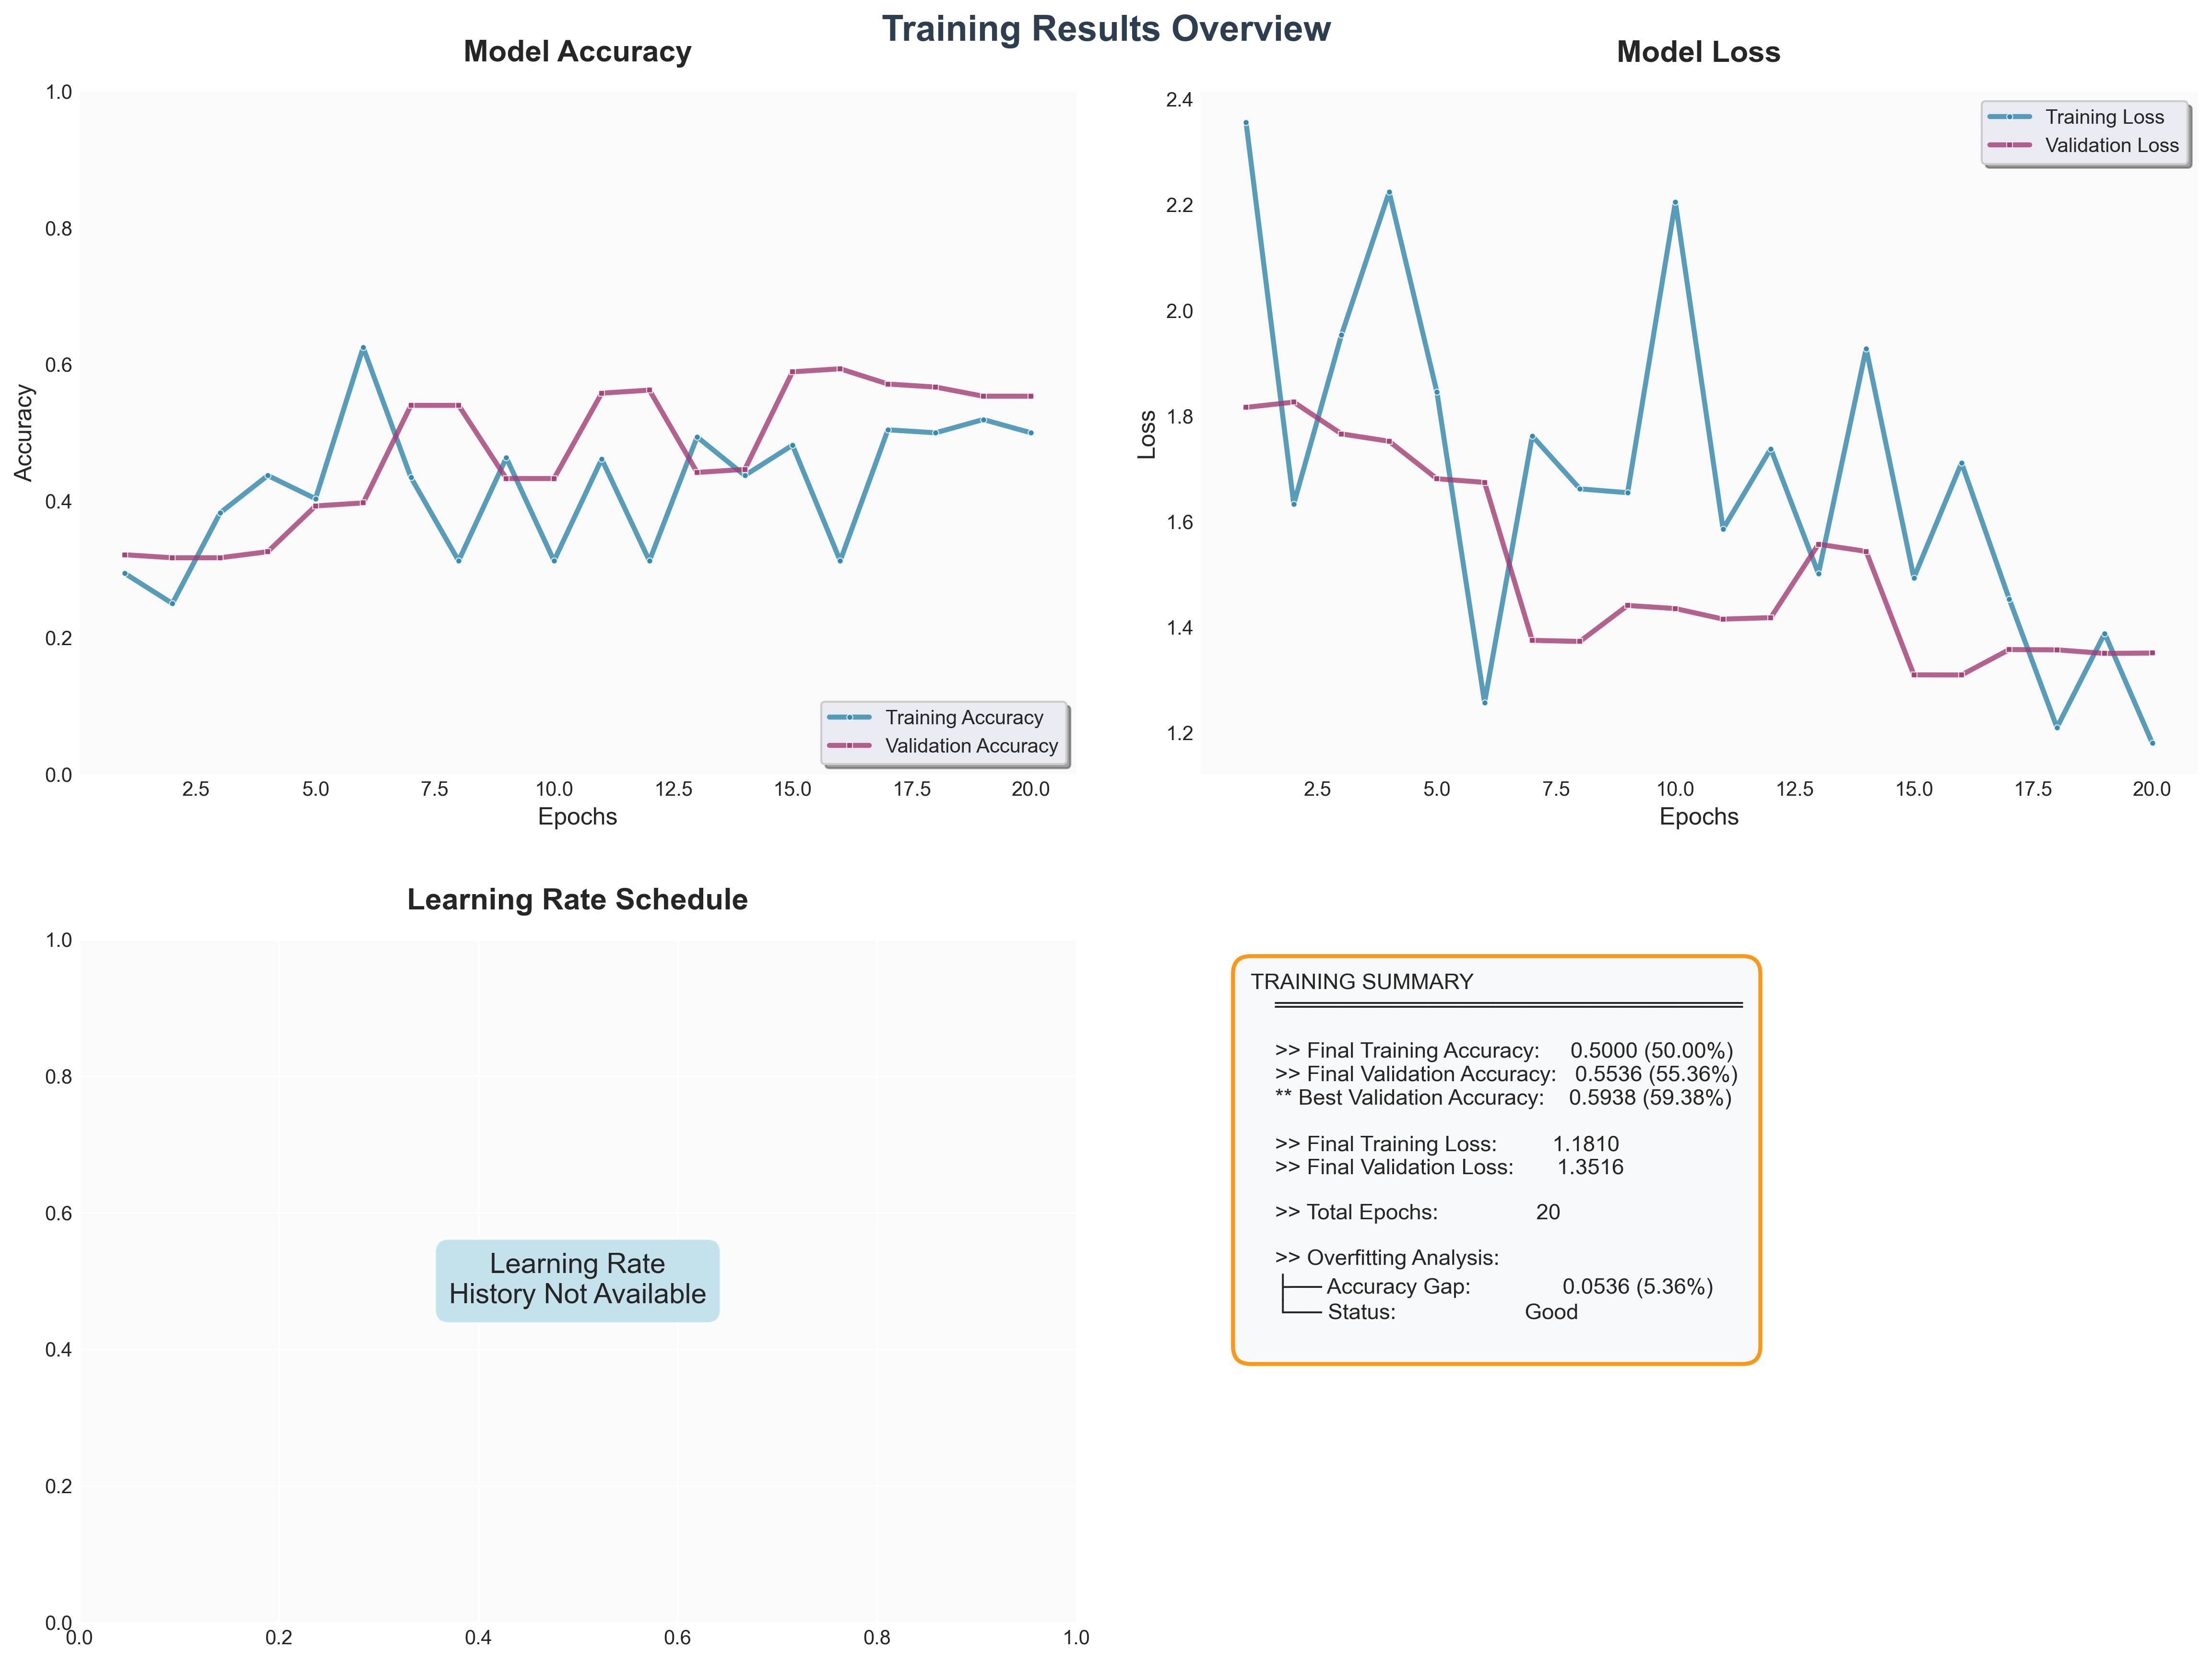 Training Results Overview
Model Accuracy
1.0
0.8
0.6
0.4
0.2
0.0
Accuracy
2.5 5.0 7.5 10.0 12.5 15.0 17.5 20.0
Epochs
Training Accuracy
Validation Accuracy
Model Loss
2.4
2.2
2.0
1.8
1.6
1.4
1.2
Loss
2.5 5.0 7.5 10.0 12.5 15.0 17.5 20.0
Epochs
Training Loss
Validation Loss
Learning Rate Schedule
1.0
0.8
0.6
0.4
0.2
0.0
0.0 0.2 0.4 0.6 0.8 1.0
Learning Rate
History Not Available
TRAINING SUMMARY
>> Final Training Accuracy: 0.5000 (50.00%)
>> Final Validation Accuracy: 0.5536 (55.36%)
** Best Validation Accuracy: 0.5938 (59.38%)
>> Final Training Loss: 1.1810
>> Final Validation Loss: 1.3516
>> Total Epochs: 20
>> Overfitting Analysis:
├── Accuracy Gap: 0.0536 (5.36%)
└── Status: Good